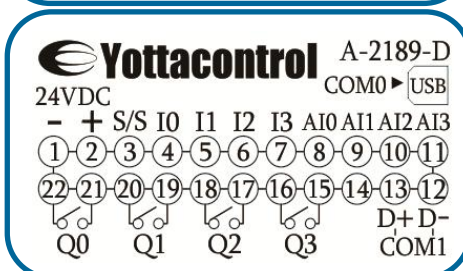 Yottacontrol A-2189-D
COM0►USB
24VDC
- + S/S I0 I1 I2 I3 AI0 AI1 AI2 AI3
1 2 3 4 5 6 7 8 9 10 11
22 21 20 19 18 17 16 15 14 13 12
D+ D-
Q0 Q1 Q2 Q3 COM1